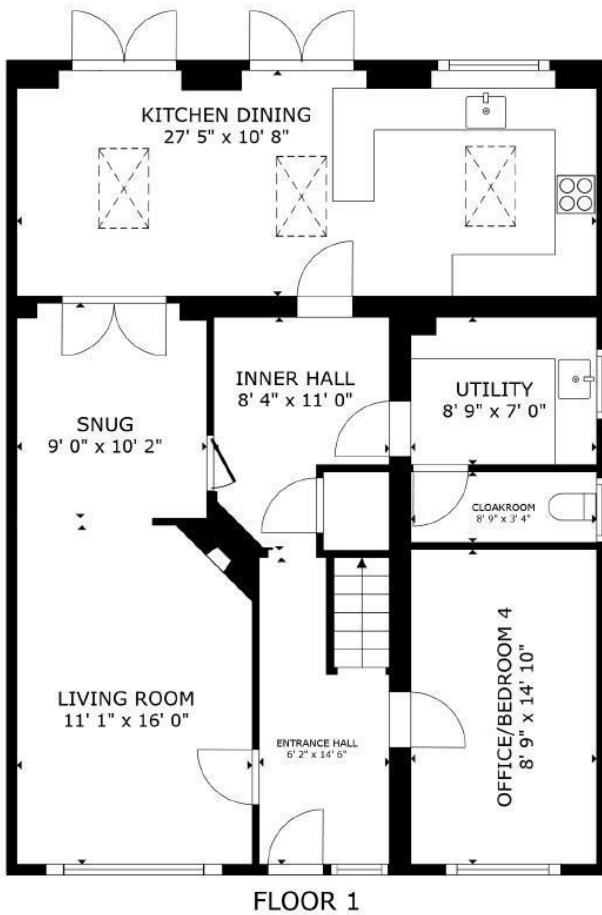 KITCHEN DINING
27' 5" x 10' 8"
INNER HALL
8' 4" x 11' 0"
UTILITY
8' 9" x 7' 0"
SNUG
9' 0" x 10' 2"
CLOAKROOM
8' 9" x 3' 4"
LIVING ROOM
11' 1" x 16' 0"
ENTRANCE HALL
6' 2" x 14' 6"
OFFICE/BEDROOM 4
8' 9" x 14' 10"
FLOOR 1